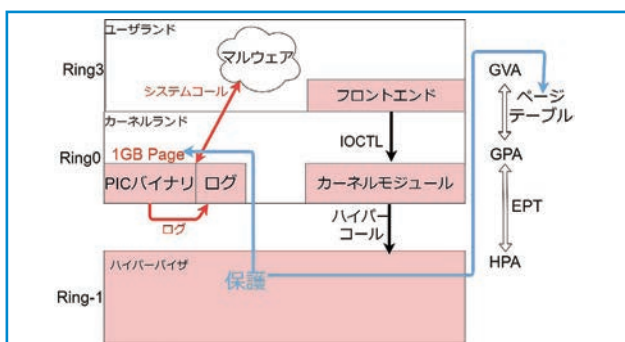 ユーザランド
マルウェア
Ring3
システムコール
フロントエンド
カーネルランド
IOCTL
Ring0
1GB Page
PICバイナリ
ログ
カーネルモジュール
ログ
ハイパー
コール
ハイパーバイザ
保護
Ring-1
GVA
ページ
テーブル
GPA
EPT
HPA